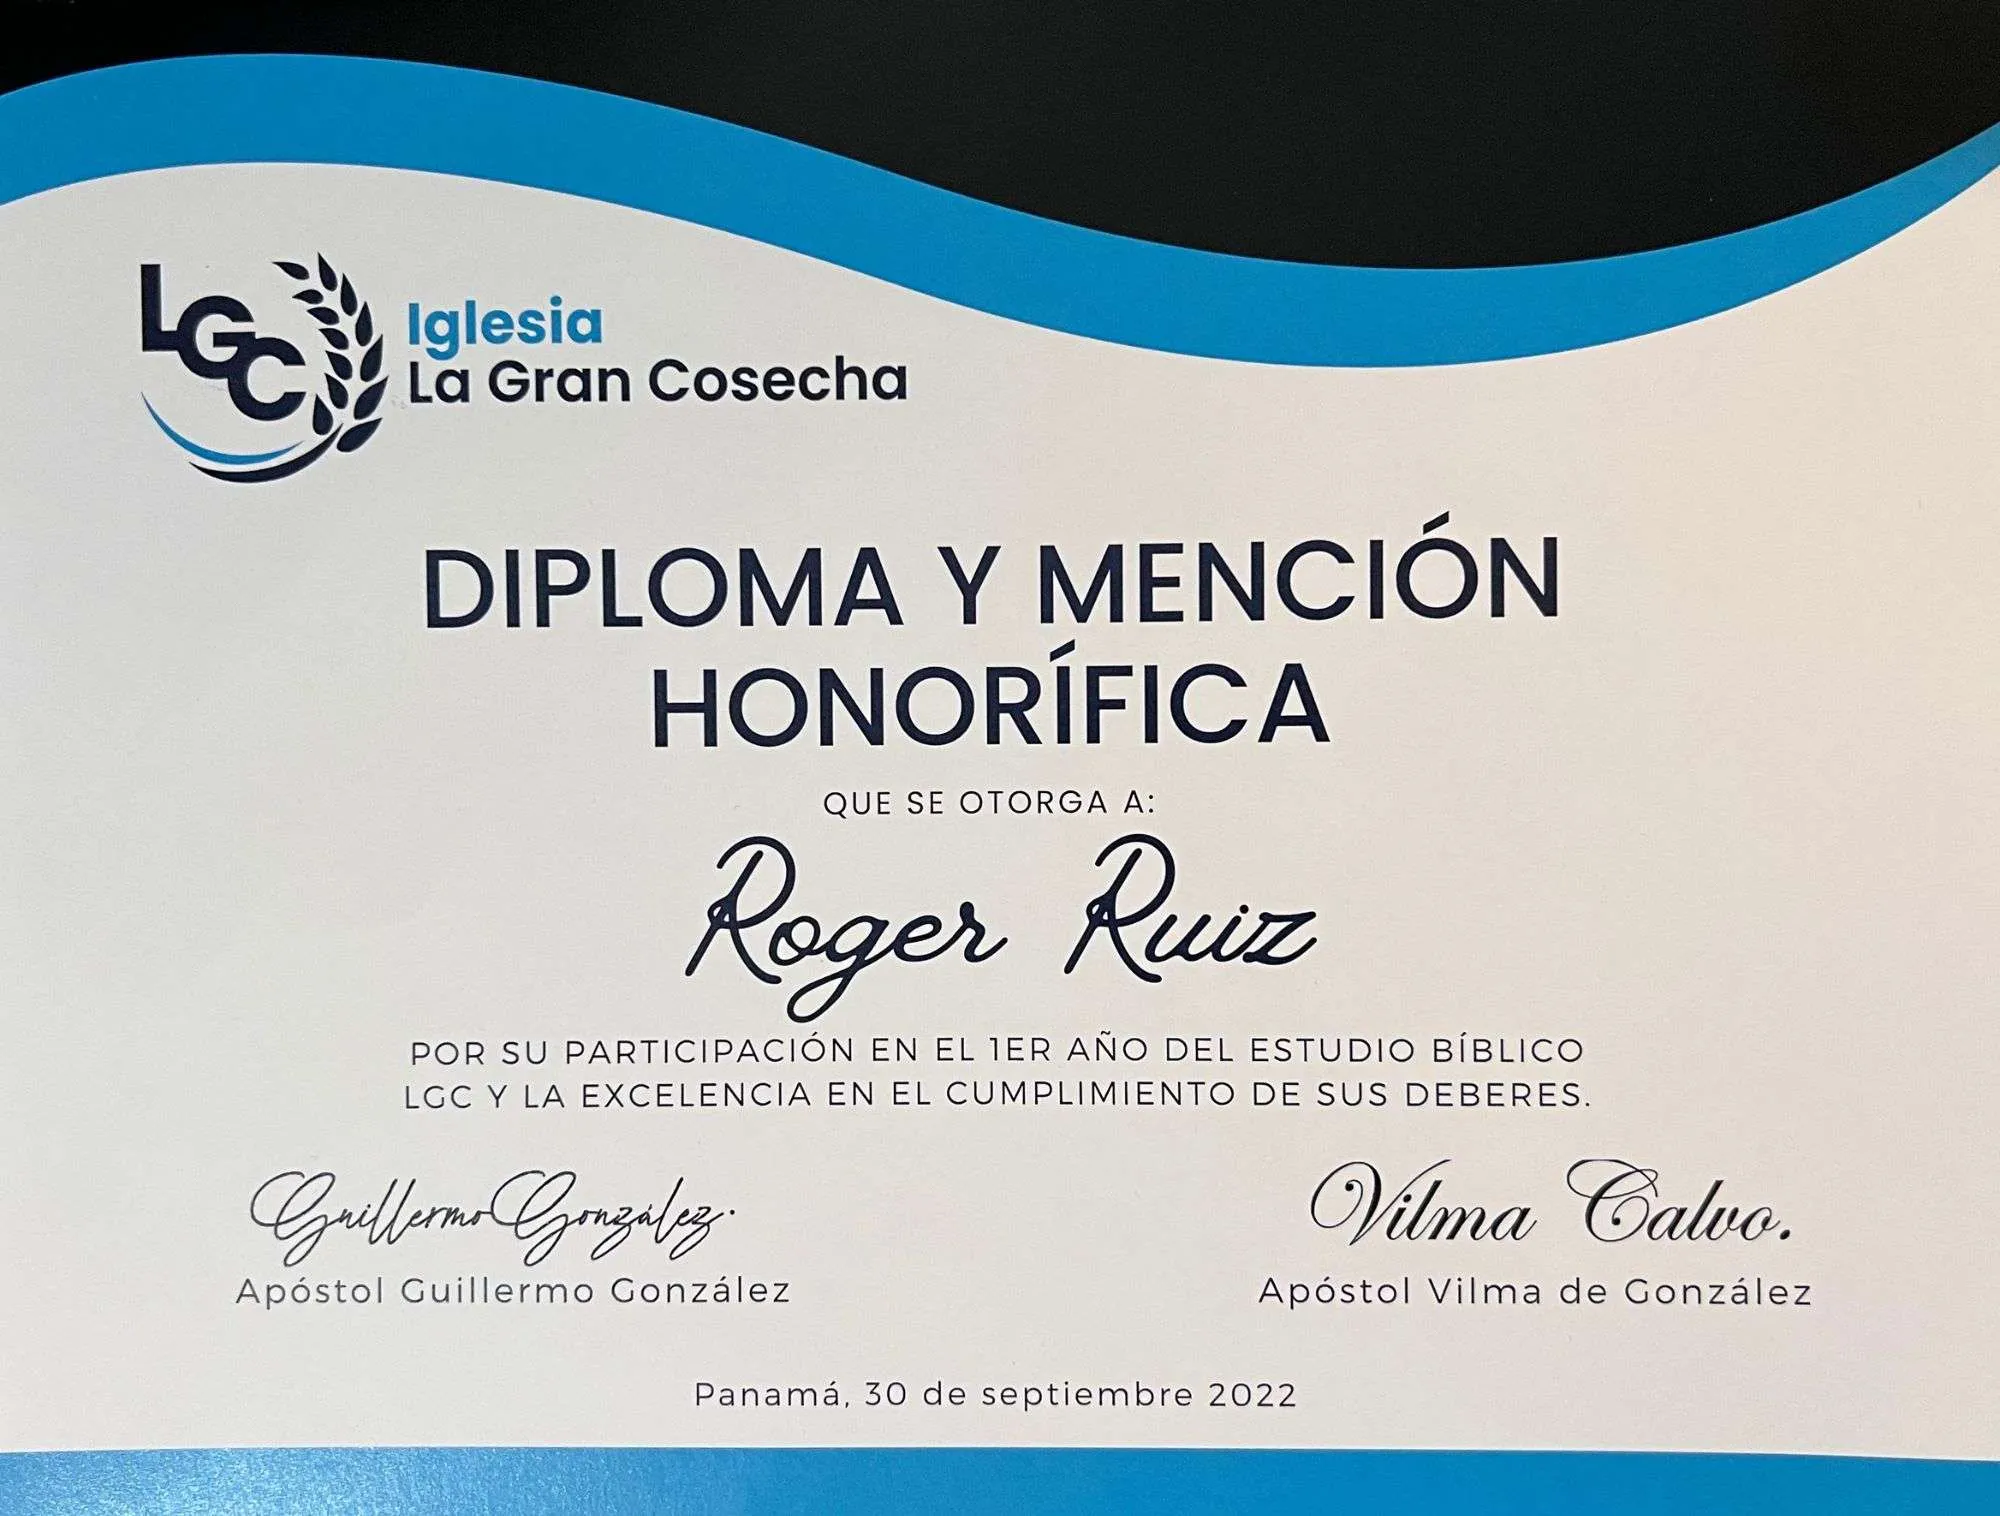 LGC
Iglesia
La Gran Cosecha
DIPLOMA Y MENCIÓN
HONORÍFICA
QUE SE OTORGA A:
Roger Ruiz
POR SU PARTICIPACIÓN EN EL 1ER AÑO DEL ESTUDIO BÍBLICO
LGC Y LA EXCELENCIA EN EL CUMPLIMIENTO DE SUS DEBERES.
Guillermo González.
Vilma Calvo.
Apóstol Guillermo González
Apóstol Vilma de González
Panamá, 30 de septiembre 2022